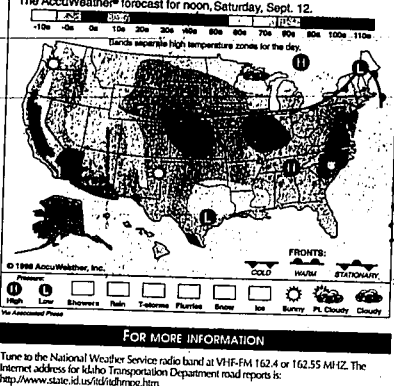 The AccuWeather® forecast for noon, Saturday, Sept. 12.
-10s -0s 0s 10s 20s 30s 40s 50s 60s 70s 80s 90s 100s 110s
Bands separate high temperature zones for the day.
H
L
H
L
FRONTS:
COLD WARM STATIONARY
© 1998 AccuWeather, Inc.
Pressure:
H L
High Low Showers Rain T-storms Flurries Snow Ice Sunny Pt. Cloudy Cloudy
Via Associated Press
FOR MORE INFORMATION
Tune to the National Weather Service radio band at VHF-FM 162.4 or 162.55 MHZ. The
Internet address for Idaho Transportation Department road reports is:
http://www.state.id.us/itd/itdhmpg.htm